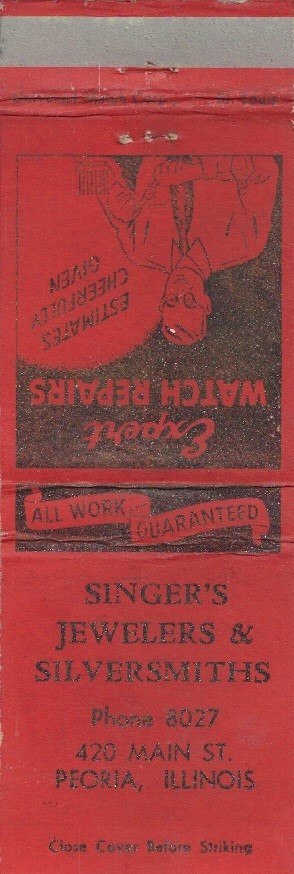 Expert
WATCH REPAIRS
ESTIMATES
CHEERFULLY
GIVEN
ALL WORK GUARANTEED
SINGER'S
JEWELERS &
SILVERSMITHS
Phone 8027
420 MAIN ST.
PEORIA, ILLINOIS
Close Cover Before Striking